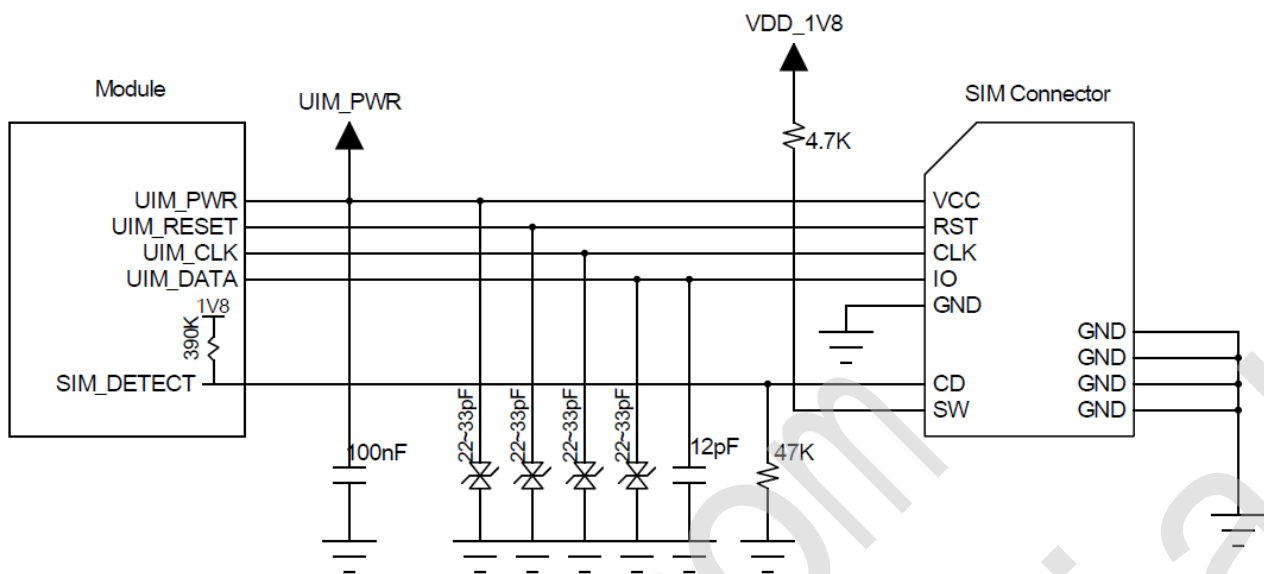 VDD_1V8
Module
UIM_PWR
SIM Connector
4.7K
UIM_PWR
VCC
UIM_RESET
RST
UIM_CLK
CLK
UIM_DATA
IO
1V8
GND
390K
GND
GND
SIM_DETECT
CD
GND
SW
GND
100nF
22~33pF
22~33pF
22~33pF
22~33pF
12pF
47K